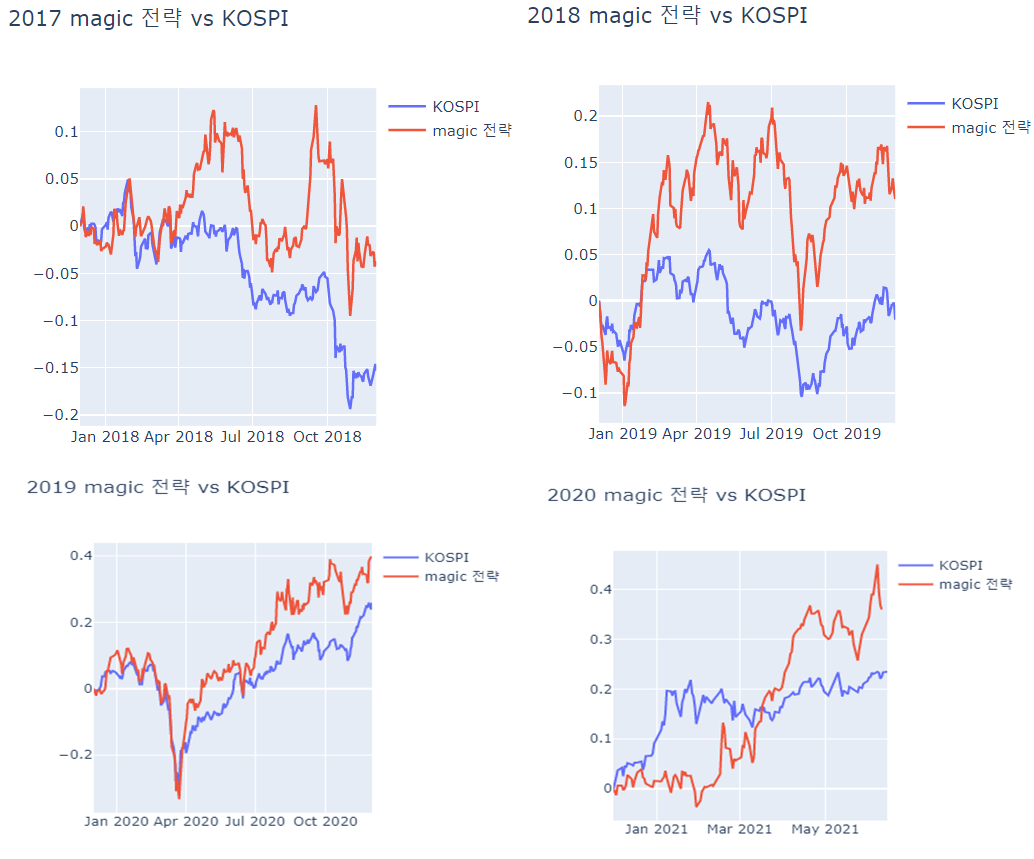 2017 magic 전략 vs KOSPI
KOSPI
magic 전략
0.1
0.05
0
−0.05
−0.1
−0.15
−0.2
Jan 2018 Apr 2018 Jul 2018 Oct 2018
2018 magic 전략 vs KOSPI
KOSPI
magic 전략
0.2
0.15
0.1
0.05
0
−0.05
−0.1
Jan 2019 Apr 2019 Jul 2019 Oct 2019
2019 magic 전략 vs KOSPI
KOSPI
magic 전략
0.4
0.2
0
−0.2
Jan 2020 Apr 2020 Jul 2020 Oct 2020
2020 magic 전략 vs KOSPI
KOSPI
magic 전략
0.4
0.3
0.2
0.1
0
Jan 2021 Mar 2021 May 2021